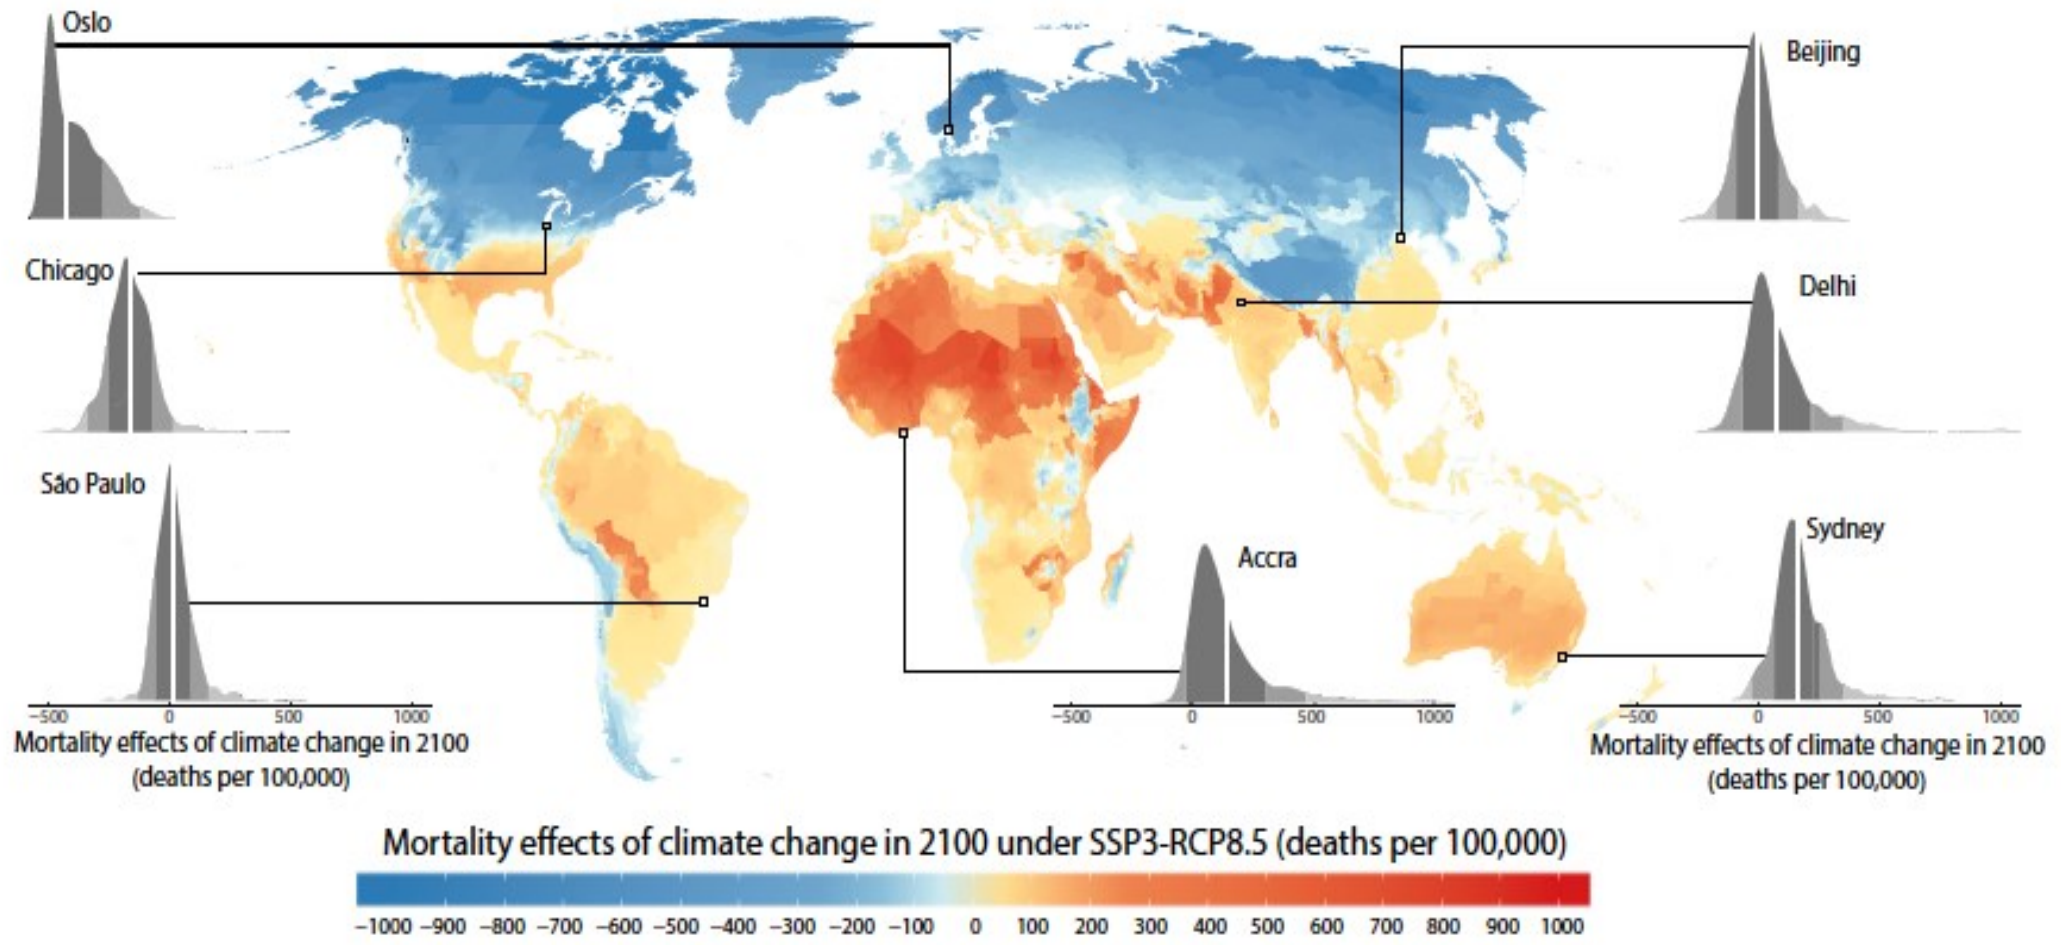 Oslo
Beijing
Chicago
Delhi
São Paulo
Sydney
Accra
−500 0 500 1000
−500 0 500 1000
−500 0 500 1000
Mortality effects of climate change in 2100
(deaths per 100,000)
Mortality effects of climate change in 2100
(deaths per 100,000)
Mortality effects of climate change in 2100 under SSP3-RCP8.5 (deaths per 100,000)
−1000 −900 −800 −700 −600 −500 −400 −300 −200 −100 0 100 200 300 400 500 600 700 800 900 1000